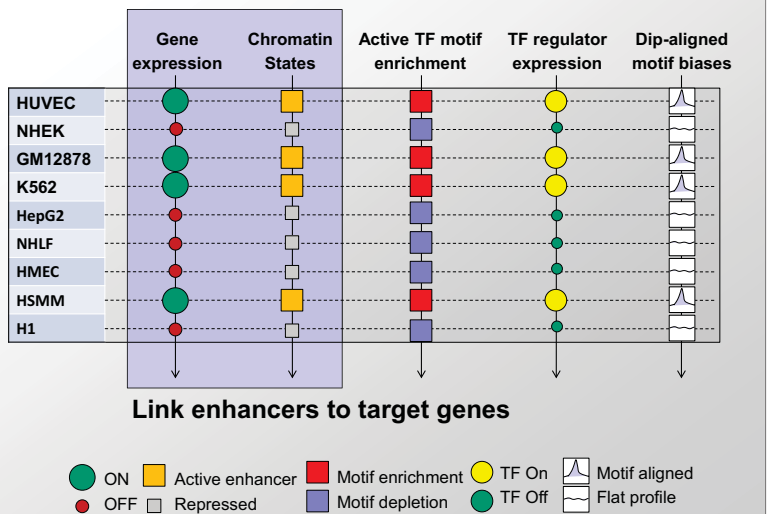 Gene expression
Chromatin States
Active TF motif enrichment
TF regulator expression
Dip-aligned motif biases
HUVEC
NHEK
GM12878
K562
HepG2
NHLF
HMEC
HSMM
H1
Link enhancers to target genes
ON
Active enhancer
Motif enrichment
TF On
Motif aligned
OFF
Repressed
Motif depletion
TF Off
Flat profile